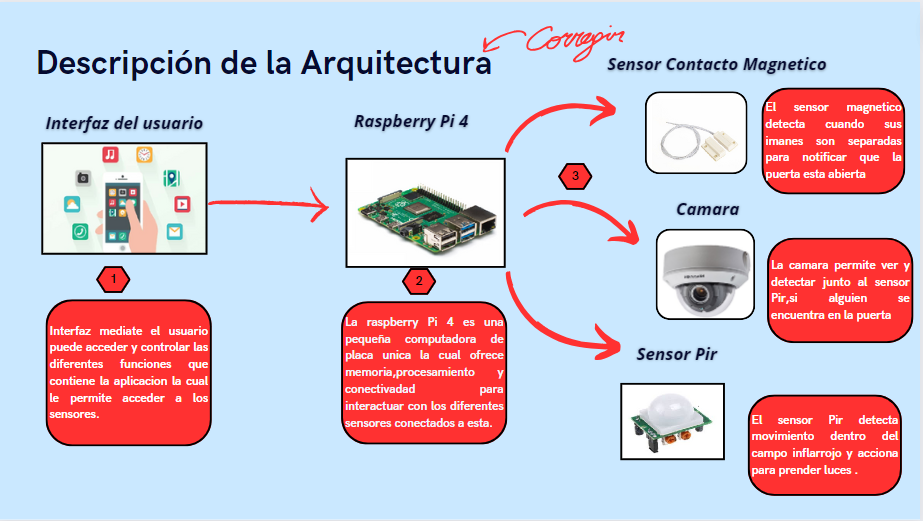 Descripción de la Arquitectura
Corregir
Interfaz del usuario
1
Interfaz mediate el usuario
puede acceder y controlar las
diferentes funciones que
contiene la aplicacion la cual
le permite acceder a los
sensores.
Raspberry Pi 4
2
La raspberry Pi 4 es una
pequeña computadora de
placa unica la cual ofrece
memoria,procesamiento y
conectivadad para
interactuar con los diferentes
sensores conectados a esta.
3
Sensor Contacto Magnetico
El sensor magnetico
detecta cuando sus
imanes son separadas
para notificar que la
puerta esta abierta
Camara
La camara permite ver y
detectar junto al sensor
Pir,si alguien se
encuentra en la puerta
Sensor Pir
El sensor Pir detecta
movimiento dentro del
campo inflarrojo y acciona
para prender luces .